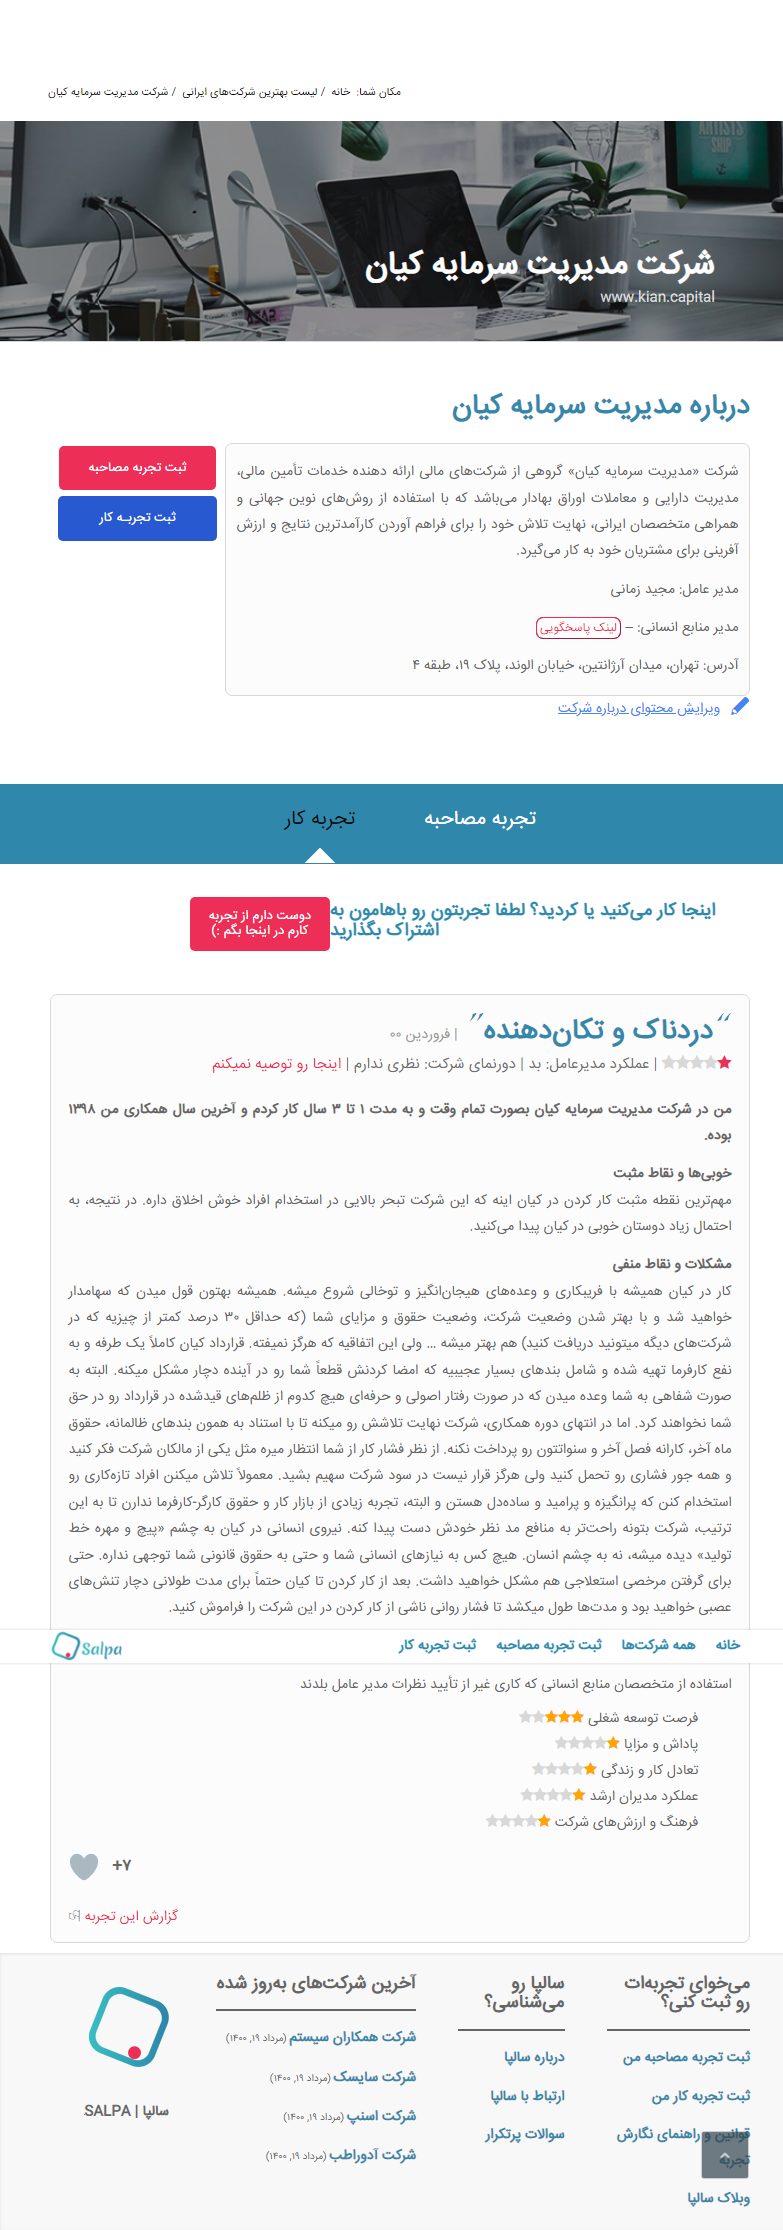 مکان شما: خانه / لیست بهترین شرکت‌های ایرانی / شرکت مدیریت سرمایه کیان
ARTISTS
SHIP
شرکت مدیریت سرمایه کیان
www.kian.capital
درباره مدیریت سرمایه کیان
شرکت «مدیریت سرمایه کیان» گروهی از شرکت‌های مالی ارائه دهنده خدمات تأمین مالی،
مدیریت دارایی و معاملات اوراق بهادار می‌باشد که با استفاده از روش‌های نوین جهانی و
همراهی متخصصان ایرانی، نهایت تلاش خود را برای فراهم آوردن کارآمدترین نتایج و ارزش
آفرینی برای مشتریان خود به کار می‌گیرد.
مدیر عامل: مجید زمانی
مدیر منابع انسانی: – لینک پاسخگویی
آدرس: تهران، میدان آرژانتین، خیابان الوند، پلاک ۱۹، طبقه ۴
ویرایش محتوای درباره شرکت
ثبت تجربه مصاحبه
ثبت تجربـه کار
تجربه مصاحبه
تجربه کار
اینجا کار می‌کنید یا کردید؟ لطفا تجربتون رو باهامون به
اشتراک بگذارید
دوست دارم از تجربه
کارم در اینجا بگم :)
“دردناک و تکان‌دهنده” | فروردین ۰۰
| عملکرد مدیرعامل: بد | دورنمای شرکت: نظری ندارم | اینجا رو توصیه نمیکنم
من در شرکت مدیریت سرمایه کیان بصورت تمام وقت و به مدت ۱ تا ۳ سال کار کردم و آخرین سال همکاری من ۱۳۹۸
بوده.
خوبی‌ها و نقاط مثبت
مهم‌ترین نقطه مثبت کار کردن در کیان اینه که این شرکت تبحر بالایی در استخدام افراد خوش اخلاق داره. در نتیجه، به
احتمال زیاد دوستان خوبی در کیان پیدا می‌کنید.
مشکلات و نقاط منفی
کار در کیان همیشه با فریبکاری و وعده‌های هیجان‌انگیز و توخالی شروع میشه. همیشه بهتون قول میدن که سهامدار
خواهید شد و با بهتر شدن وضعیت شرکت، وضعیت حقوق و مزایای شما (که حداقل ۳۰ درصد کمتر از چیزیه که در
شرکت‌های دیگه میتونید دریافت کنید) هم بهتر میشه … ولی این اتفاقیه که هرگز نمیفته. قرارداد کیان کاملاً یک طرفه و به
نفع کارفرما تهیه شده و شامل بندهای بسیار عجیبیه که امضا کردنش قطعاً شما رو در آینده دچار مشکل میکنه. البته به
صورت شفاهی به شما وعده میدن که در صورت رفتار اصولی و حرفه‌ای هیچ کدوم از ظلم‌های قیدشده در قرارداد رو در حق
شما نخواهند کرد. اما در انتهای دوره همکاری، شرکت نهایت تلاشش رو میکنه تا با استناد به همون بندهای ظالمانه، حقوق
ماه آخر، کارانه فصل آخر و سنواتتون رو پرداخت نکنه. از نظر فشار کار از شما انتظار میره مثل یکی از مالکان شرکت فکر کنید
و همه جور فشاری رو تحمل کنید ولی هرگز قرار نیست در سود شرکت سهیم بشید. معمولاً تلاش میکنن افراد تازه‌کاری رو
استخدام کنن که پرانگیزه و پرامید و ساده‌دل هستن و البته، تجربه زیادی از بازار کار و حقوق کارگر-کارفرما ندارن تا به این
ترتیب، شرکت بتونه راحت‌تر به منافع مد نظر خودش دست پیدا کنه. نیروی انسانی در کیان به چشم «پیچ و مهره خط
تولید» دیده میشه، نه به چشم انسان. هیچ کس به نیازهای انسانی شما و حتی به حقوق قانونی شما توجهی نداره. حتی
برای گرفتن مرخصی استعلاجی هم مشکل خواهید داشت. بعد از کار کردن تا کیان حتماً برای مدت طولانی دچار تنش‌های
عصبی خواهید بود و مدت‌ها طول میکشد تا فشار روانی ناشی از کار کردن در این شرکت را فراموش کنید.
خانه همه شرکت‌ها ثبت تجربه مصاحبه ثبت تجربه کار
Salpa
استفاده از متخصصان منابع انسانی که کاری غیر از تأیید نظرات مدیر عامل بلدند
فرصت توسعه شغلی
پاداش و مزایا
تعادل کار و زندگی
عملکرد مدیران ارشد
فرهنگ و ارزش‌های شرکت
+۷
گزارش این تجربه
می‌خوای تجربه‌ات
رو ثبت کنی؟
ثبت تجربه مصاحبه من
ثبت تجربه کار من
قوانین و راهنمای نگارش
تجربه
وبلاگ سالپا
سالپا رو
می‌شناسی؟
درباره سالپا
ارتباط با سالپا
سوالات پرتکرار
آخرین شرکت‌های به‌روز شده
شرکت همکاران سیستم (مرداد ۱۹, ۱۴۰۰)
شرکت سایسک (مرداد ۱۹, ۱۴۰۰)
شرکت اسنپ (مرداد ۱۹, ۱۴۰۰)
شرکت آدوراطب (مرداد ۱۹, ۱۴۰۰)
سالپا | SALPA